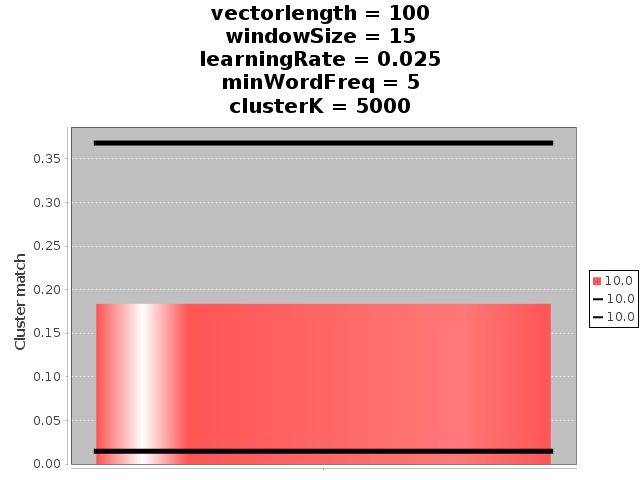 vectorlength = 100
windowSize = 15
learningRate = 0.025
minWordFreq = 5
clusterK = 5000
Cluster match
0.35
0.30
0.25
0.20
0.15
0.10
0.05
0.00
10.0
10.0
10.0